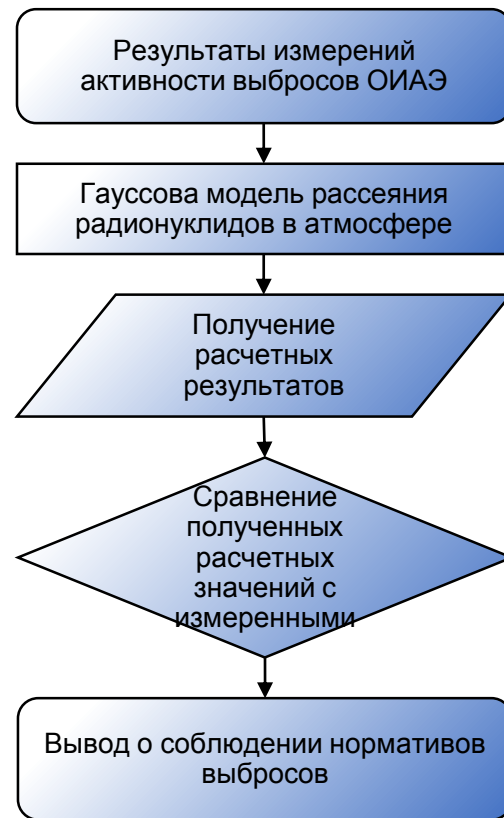 Результаты измерений
активности выбросов ОИАЭ
Гауссова модель рассеяния
радионуклидов в атмосфере
Получение
расчетных
результатов
Сравнение
полученных
расчетных
значений с
измеренными
Вывод о соблюдении нормативов
выбросов